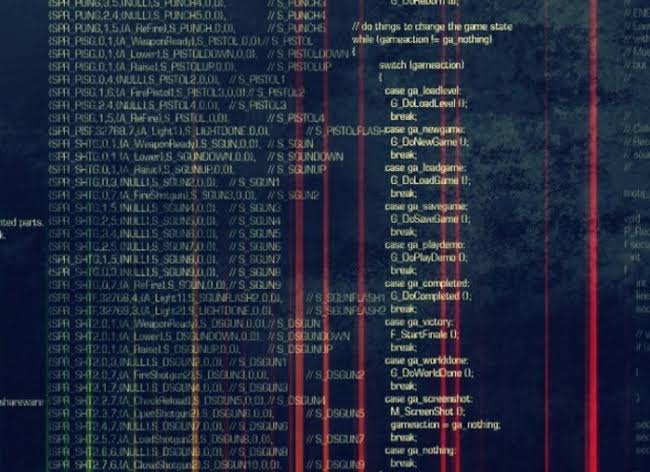 {SPR_PUNG,3,5,{NULL},S_PUNCH4,0,0}, // S_PUNCH3
{SPR_PUNG,2,4,{NULL},S_PUNCH5,0,0}, // S_PUNCH4
{SPR_PUNG,1,5,{A_ReFire},S_PUNCH,0,0}, // S_PUNCH5
{SPR_PISG,0,1,{A_WeaponReady},S_PISTOL,0,0},// S_PISTOL
{SPR_PISG,0,1,{A_Lower},S_PISTOLDOWN,0,0}, // S_PISTOLDOWN
{SPR_PISG,0,1,{A_Raise},S_PISTOLUP,0,0}, // S_PISTOLUP
{SPR_PISG,0,4,{NULL},S_PISTOL2,0,0}, // S_PISTOL1
{SPR_PISG,1,6,{A_FirePistol},S_PISTOL3,0,0},// S_PISTOL2
{SPR_PISG,2,4,{NULL},S_PISTOL4,0,0}, // S_PISTOL3
{SPR_PISG,1,5,{A_ReFire},S_PISTOL,0,0}, // S_PISTOL4
{SPR_PISF,32768,7,{A_Light1},S_LIGHTDONE,0,0}, // S_PISTOLFLASH
{SPR_SHTG,0,1,{A_WeaponReady},S_SGUN,0,0}, // S_SGUN
{SPR_SHTG,0,1,{A_Lower},S_SGUNDOWN,0,0}, // S_SGUNDOWN
{SPR_SHTG,0,1,{A_Raise},S_SGUNUP,0,0}, // S_SGUNUP
{SPR_SHTG,0,3,{NULL},S_SGUN2,0,0}, // S_SGUN1
{SPR_SHTG,0,7,{A_FireShotgun},S_SGUN3,0,0}, // S_SGUN2
{SPR_SHTG,1,5,{NULL},S_SGUN4,0,0}, // S_SGUN3
{SPR_SHTG,2,5,{NULL},S_SGUN5,0,0}, // S_SGUN4
{SPR_SHTG,3,4,{NULL},S_SGUN6,0,0}, // S_SGUN5
{SPR_SHTG,2,5,{NULL},S_SGUN7,0,0}, // S_SGUN6
{SPR_SHTG,1,5,{NULL},S_SGUN8,0,0}, // S_SGUN7
{SPR_SHTG,0,3,{NULL},S_SGUN9,0,0}, // S_SGUN8
{SPR_SHTG,0,7,{A_ReFire},S_SGUN,0,0}, // S_SGUN9
{SPR_SHTF,32768,4,{A_Light1},S_SGUNFLASH2,0,0}, // S_SGUNFLASH1
{SPR_SHTF,32769,3,{A_Light2},S_LIGHTDONE,0,0}, // S_SGUNFLASH2
{SPR_SHT2,0,1,{A_WeaponReady},S_DSGUN,0,0}, // S_DSGUN
{SPR_SHT2,0,1,{A_Lower},S_DSGUNDOWN,0,0}, // S_DSGUNDOWN
{SPR_SHT2,0,1,{A_Raise},S_DSGUNUP,0,0}, // S_DSGUNUP
{SPR_SHT2,0,3,{NULL},S_DSGUN2,0,0}, // S_DSGUN1
{SPR_SHT2,0,7,{A_FireShotgun2},S_DSGUN3,0,0}, // S_DSGUN2
{SPR_SHT2,1,7,{NULL},S_DSGUN4,0,0}, // S_DSGUN3
{SPR_SHT2,2,7,{A_CheckReload},S_DSGUN5,0,0}, // S_DSGUN4
{SPR_SHT2,3,7,{A_OpenShotgun2},S_DSGUN6,0,0}, // S_DSGUN5
{SPR_SHT2,4,7,{NULL},S_DSGUN7,0,0}, // S_DSGUN6
{SPR_SHT2,5,7,{A_LoadShotgun2},S_DSGUN8,0,0}, // S_DSGUN7
{SPR_SHT2,7,6,{A_CloseShotgun2},S_DSGUN10,0,0}, // S_DSGUN9
nted parts.
k.
shareware
// do things to change the game state
while (gameaction != ga_nothing)
{
switch (gameaction)
{
case ga_loadlevel:
G_DoLoadLevel ();
break;
case ga_newgame:
G_DoNewGame ();
break;
case ga_loadgame:
G_DoLoadGame ();
break;
case ga_savegame:
G_DoSaveGame ();
break;
case ga_playdemo:
G_DoPlayDemo ();
break;
case ga_completed:
G_DoCompleted ();
break;
case ga_victory:
F_StartFinale ();
break;
case ga_worlddone:
G_DoWorldDone ();
break;
case ga_screenshot:
M_ScreenShot ();
gameaction = ga_nothing;
break;
case ga_nothing:
break;